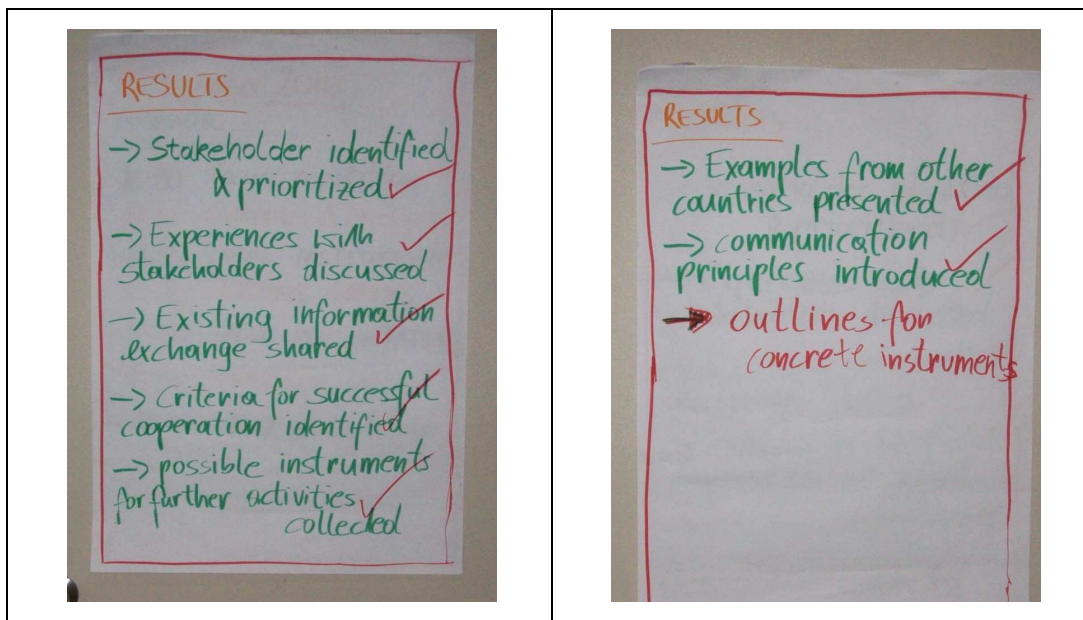 RESULTS
→ Stakeholder identified
& prioritized ✓
→ Experiences with ✓
stakeholders discussed
→ Existing information
exchange shared ✓
→ Criteria for successful
cooperation identified ✓
→ possible instruments
for further activities ✓
collected
RESULTS
→ Examples from other
countries presented ✓
→ communication
principles introduced ✓
→ outlines for
concrete instruments